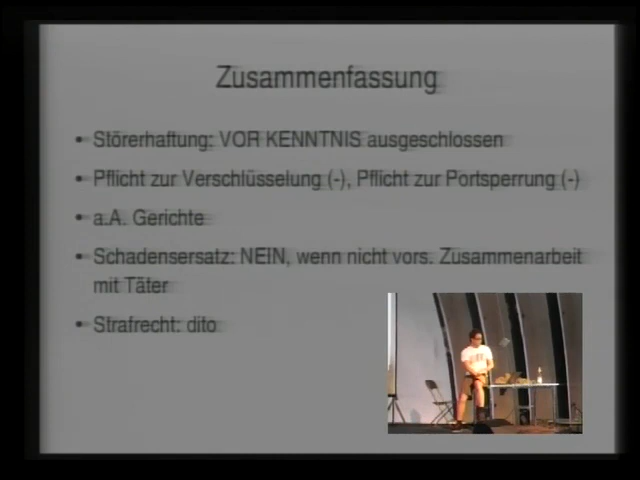 Zusammenfassung
• Störerhaftung: VOR KENNTNIS ausgeschlossen
• Pflicht zur Verschlüsselung (-), Pflicht zur Portsperrung (-)
• a.A. Gerichte
• Schadensersatz: NEIN, wenn nicht vors. Zusammenarbeit
mit Täter
• Strafrecht: dito